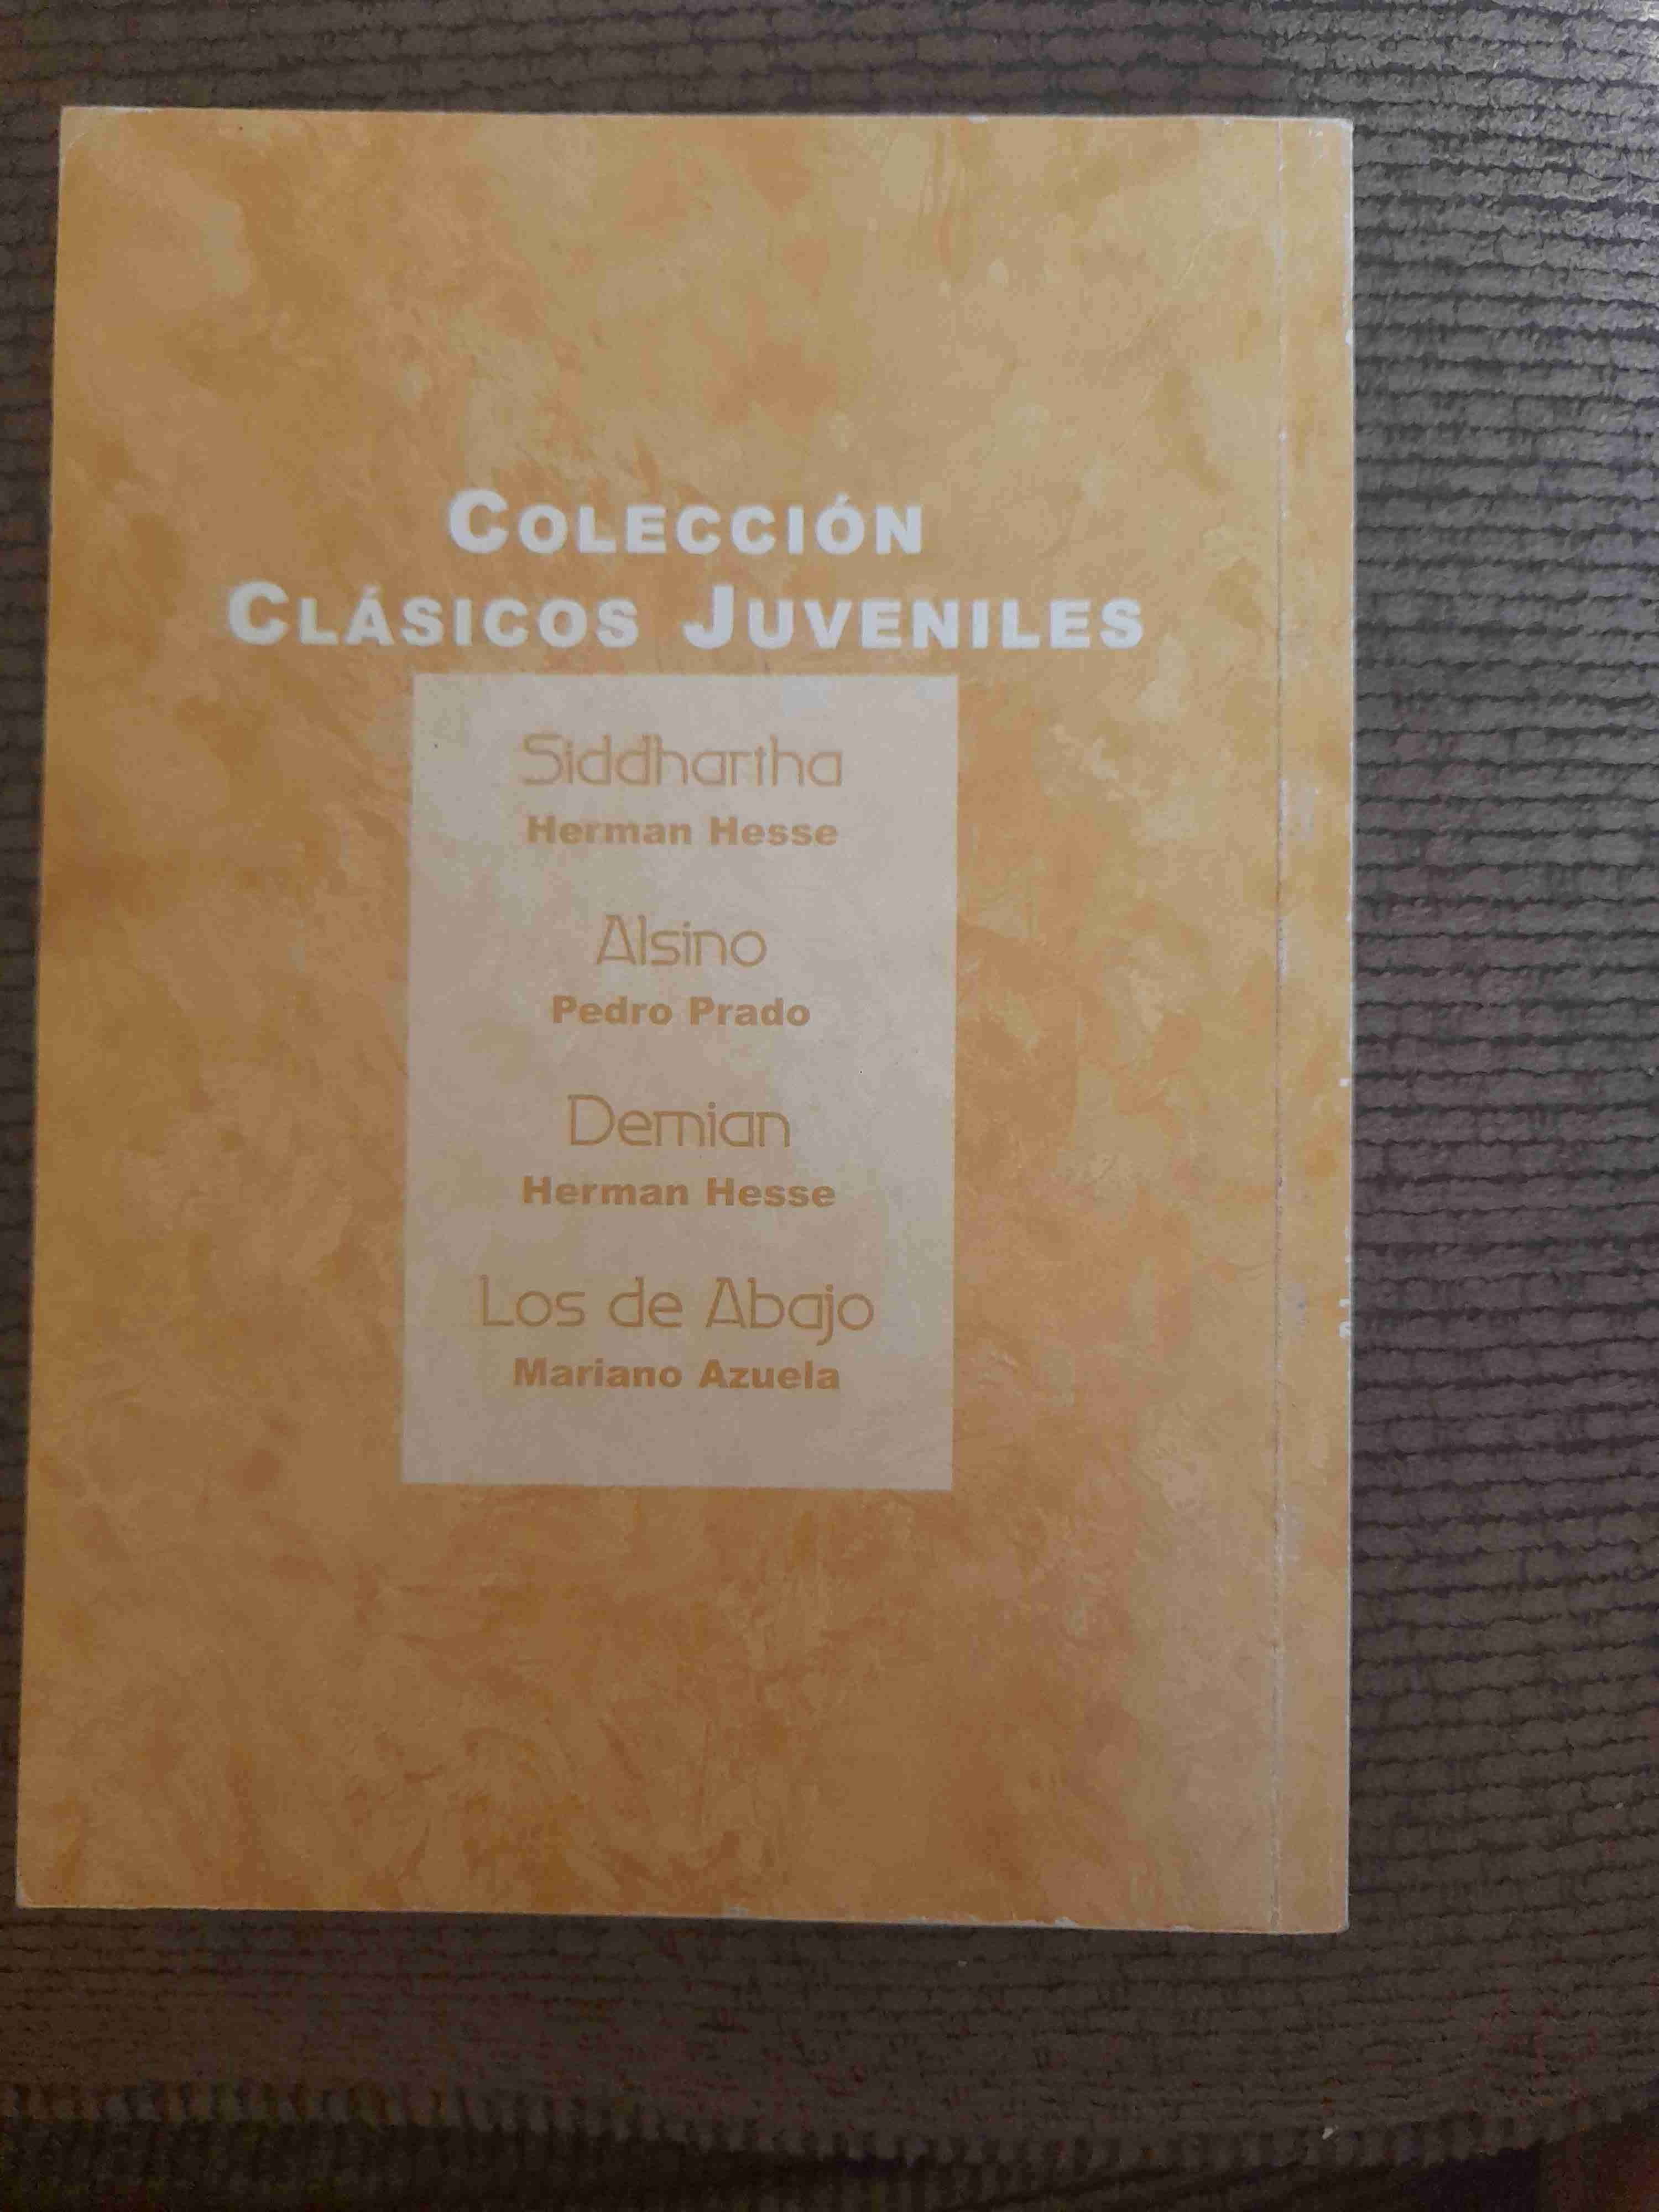 COLECCIÓN
CLÁSICOS JUVENILES
Siddhartha
Herman Hesse
Alsino
Pedro Prado
Demian
Herman Hesse
Los de Abajo
Mariano Azuela